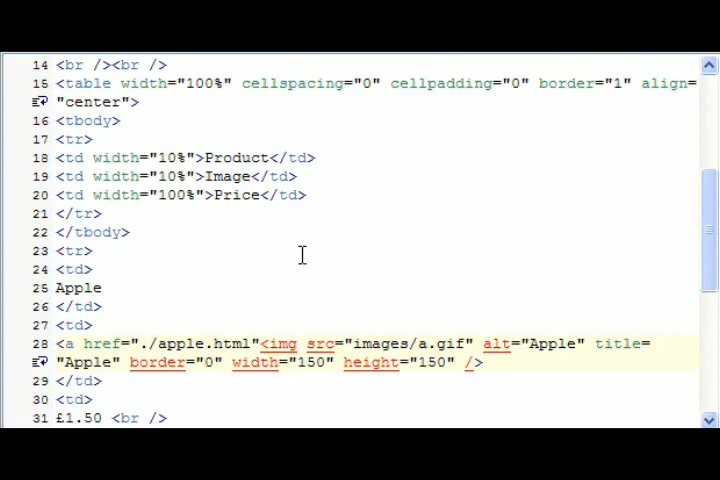 14 <br /><br />
15 <table width="100%" cellspacing="0" cellpadding="0" border="1" align=
"center">
16 <tbody>
17 <tr>
18 <td width="10%">Product</td>
19 <td width="10%">Image</td>
20 <td width="100%">Price</td>
21 </tr>
22 </tbody>
23 <tr>
24 <td>
25 Apple
26 </td>
27 <td>
28 <a href="./apple.html"<img src="images/a.gif" alt="Apple" title=
"Apple" border="0" width="150" height="150" />
29 </td>
30 <td>
31 £1.50 <br />